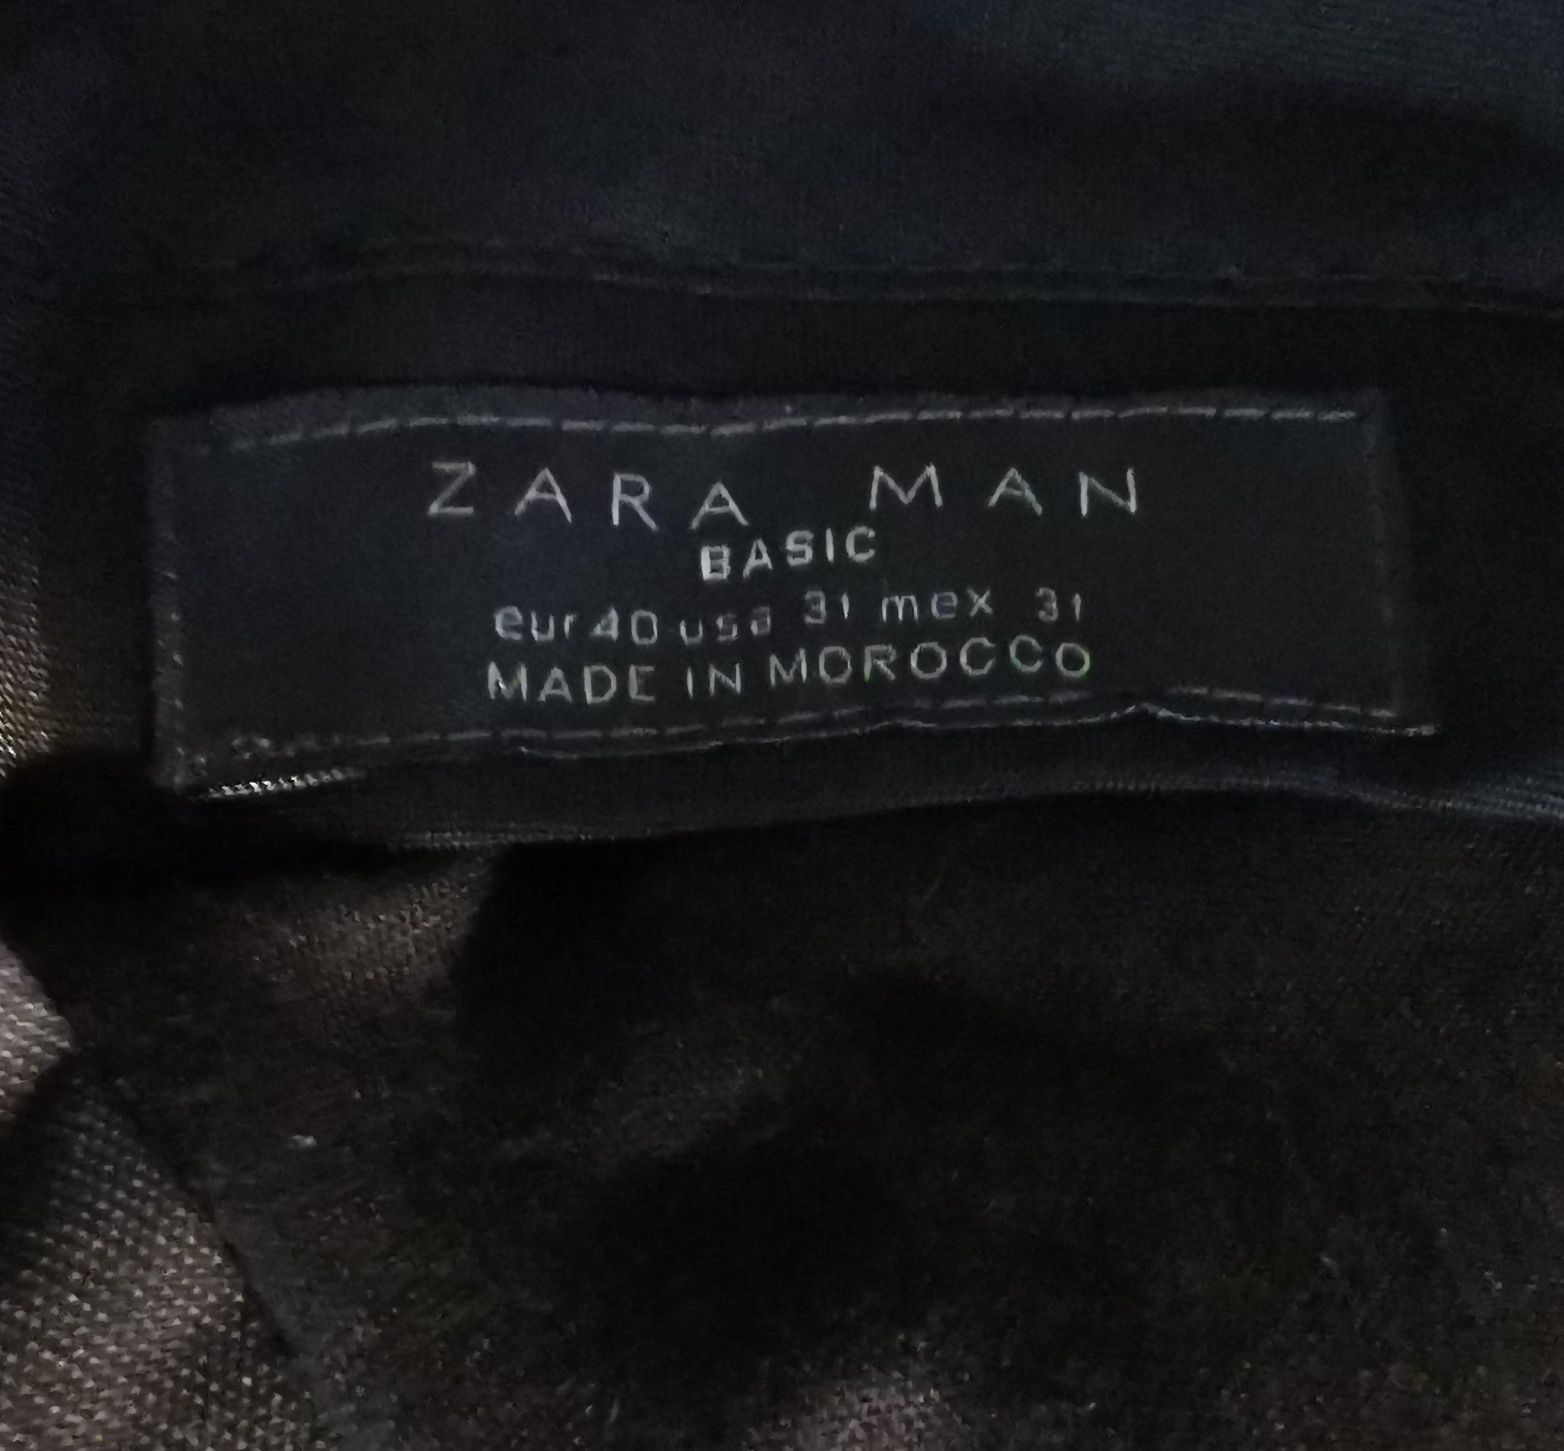 ZARA MAN
BASIC
eur 40 usa 31 mex 31
MADE IN MOROCCO